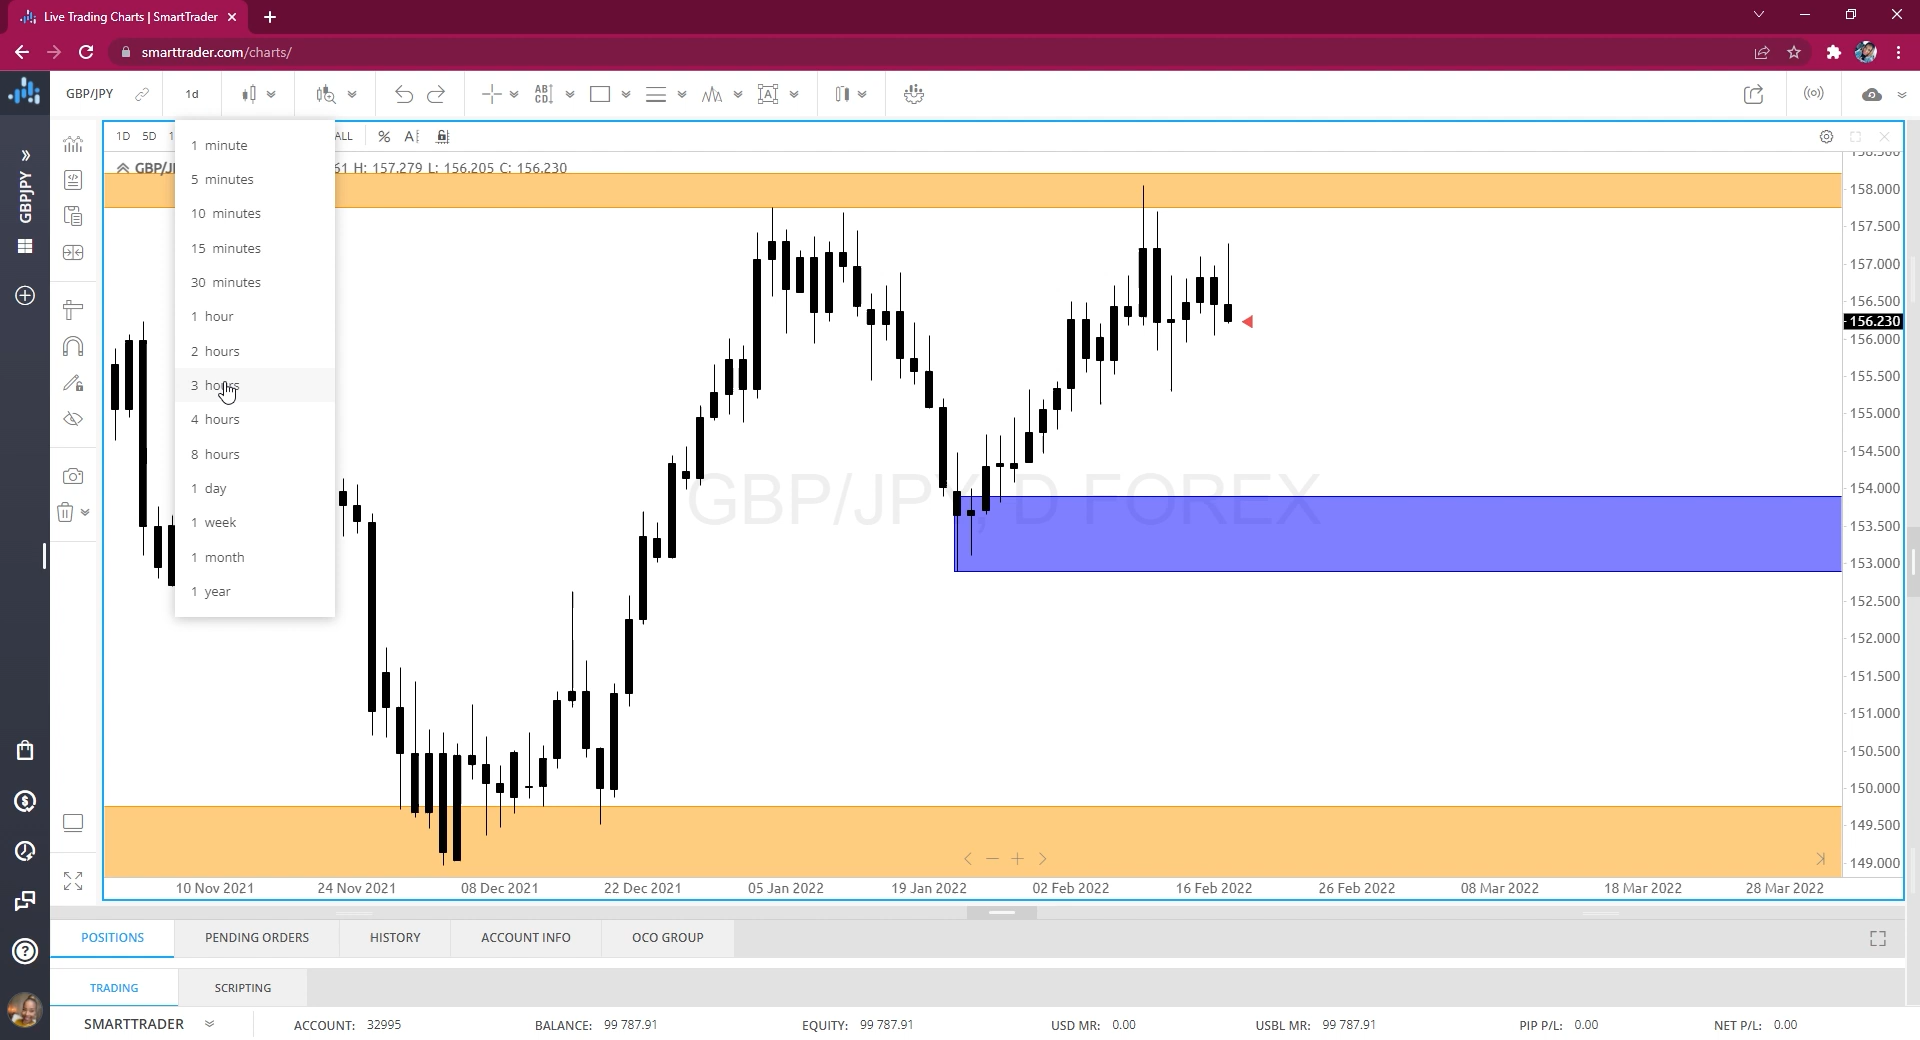 Live Trading Charts | SmartTrader
smarttrader.com/charts/
GBP/JPY 1d
AB CD
A
1D 5D 1 ALL % A
GBP/JP 61 H: 157.279 L: 156.205 C: 156.230
1 minute
5 minutes
10 minutes
15 minutes
30 minutes
1 hour
2 hours
3 hours
4 hours
8 hours
1 day
1 week
1 month
1 year
GBPJPY
GBP/JPY, D FOREX
158.500
158.000
157.500
157.000
156.500
156.230
156.000
155.500
155.000
154.500
154.000
153.500
153.000
152.500
152.000
151.500
151.000
150.500
150.000
149.500
149.000
10 Nov 2021 24 Nov 2021 08 Dec 2021 22 Dec 2021 05 Jan 2022 19 Jan 2022 02 Feb 2022 16 Feb 2022 26 Feb 2022 08 Mar 2022 18 Mar 2022 28 Mar 2022
POSITIONS PENDING ORDERS HISTORY ACCOUNT INFO OCO GROUP
TRADING SCRIPTING
SMARTTRADER ACCOUNT: 32995 BALANCE: 99 787.91 EQUITY: 99 787.91 USD MR: 0.00 USBL MR: 99 787.91 PIP P/L: 0.00 NET P/L: 0.00